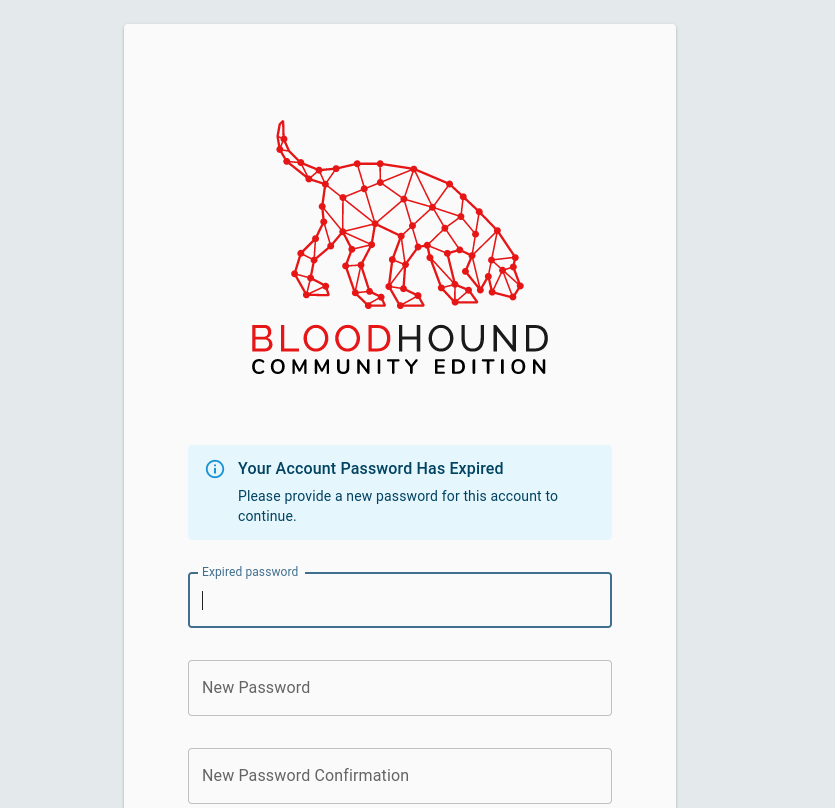 BLOODHOUND
COMMUNITY EDITION
Your Account Password Has Expired
Please provide a new password for this account to
continue.
Expired password
New Password
New Password Confirmation